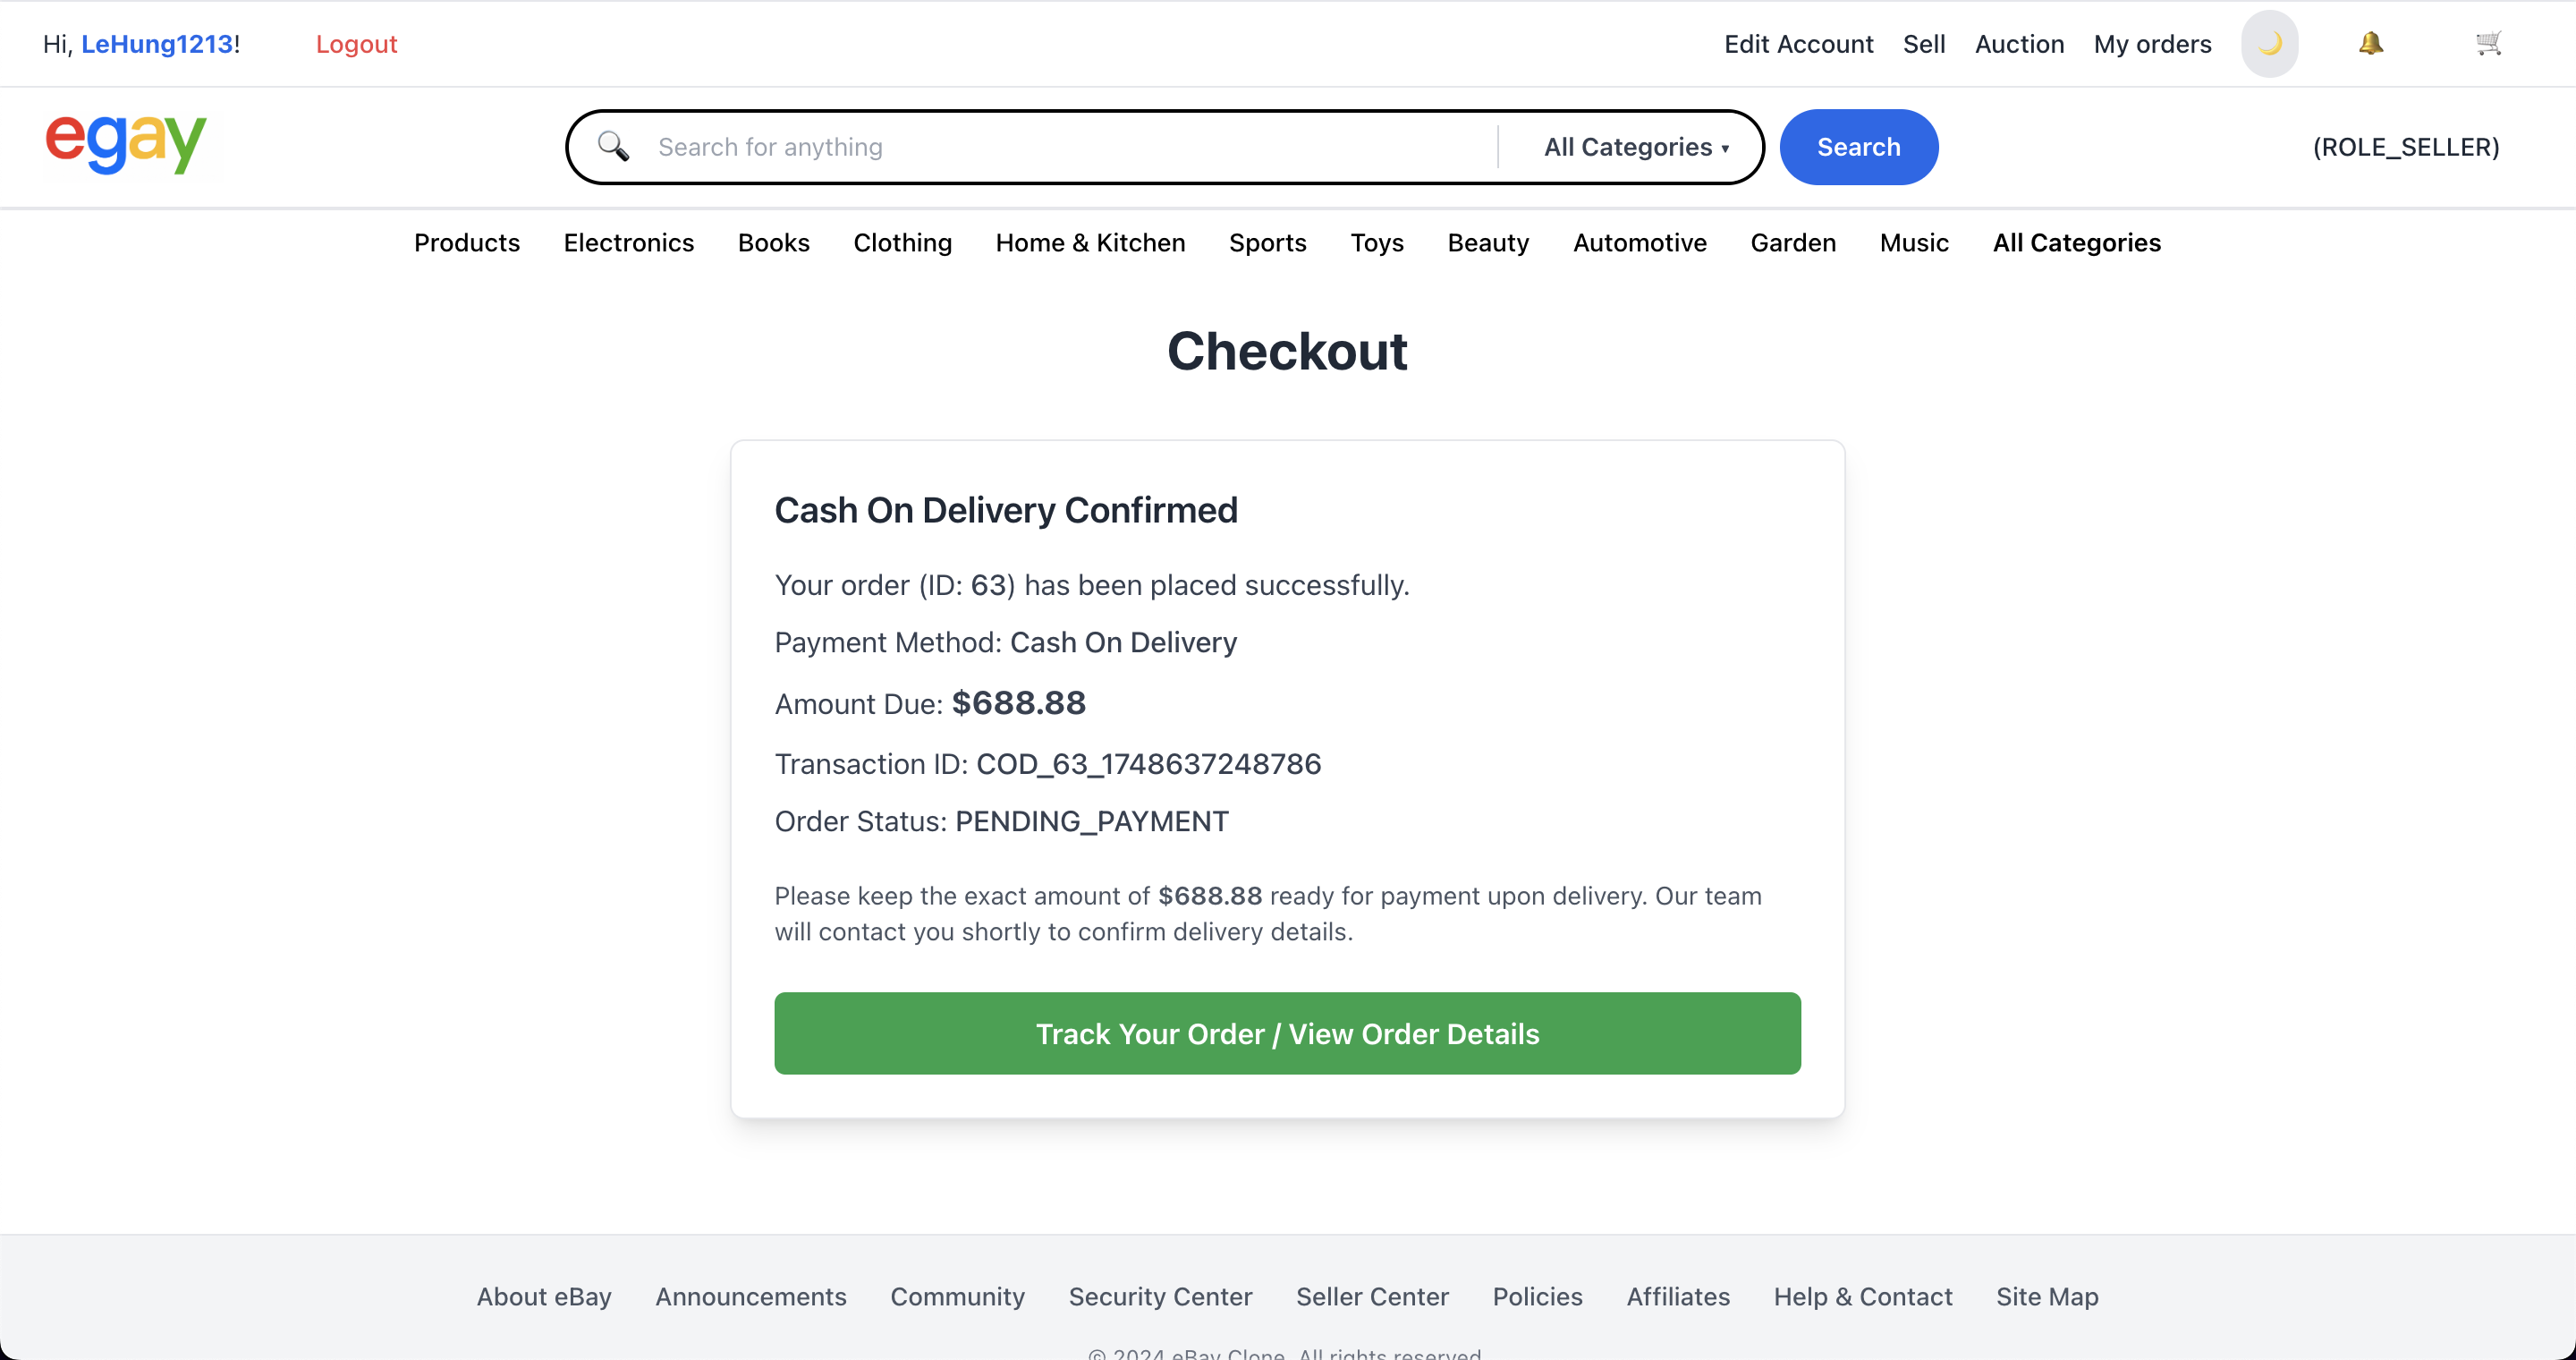 Hi, LeHung1213!
Logout
Edit Account
Sell
Auction
My orders
egay
Search for anything
All Categories ▾
Search
(ROLE_SELLER)
Products
Electronics
Books
Clothing
Home & Kitchen
Sports
Toys
Beauty
Automotive
Garden
Music
All Categories
Checkout
Cash On Delivery Confirmed
Your order (ID: 63) has been placed successfully.
Payment Method: Cash On Delivery
Amount Due: $688.88
Transaction ID: COD_63_1748637248786
Order Status: PENDING_PAYMENT
Please keep the exact amount of $688.88 ready for payment upon delivery. Our team
will contact you shortly to confirm delivery details.
Track Your Order / View Order Details
About eBay
Announcements
Community
Security Center
Seller Center
Policies
Affiliates
Help & Contact
Site Map
© 2024 eBay Clone. All rights reserved.